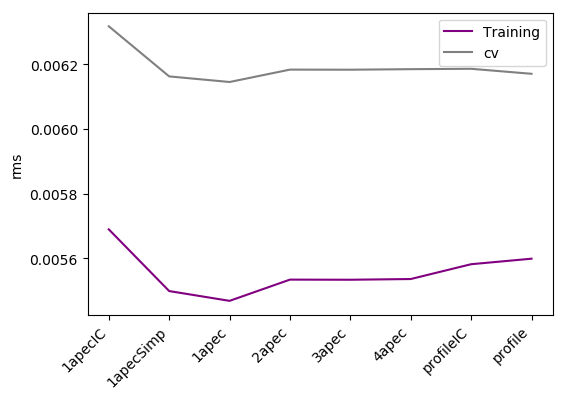 Training
cv
0.0062
0.0060
0.0058
0.0056
rms
1apecIC
1apecSimp
1apec
2apec
3apec
4apec
profileIC
profile